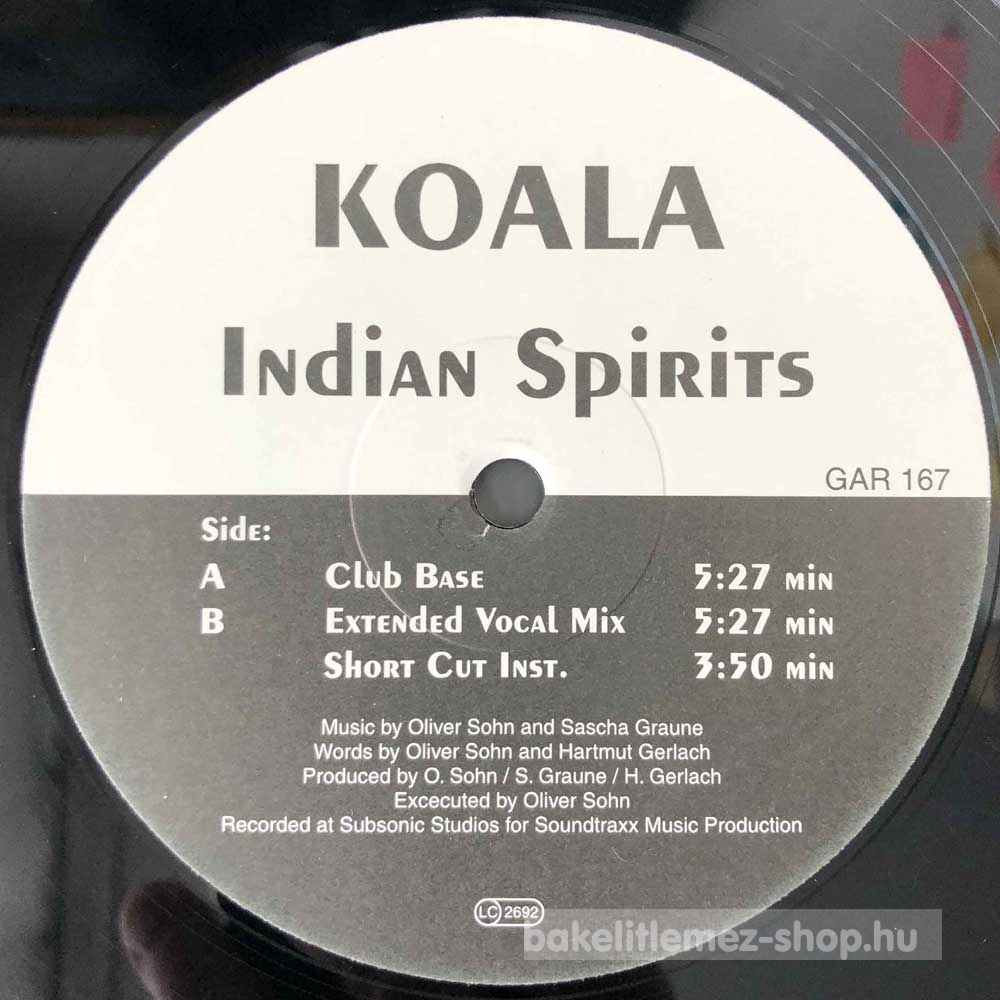 KOALA
Indian Spirits
GAR 167
Side:
A Club Base 5:27 min
B Extended Vocal Mix 5:27 min
Short Cut Inst. 3:50 min
Music by Oliver Sohn and Sascha Graune
Words by Oliver Sohn and Hartmut Gerlach
Produced by O. Sohn / S. Graune / H. Gerlach
Excecuted by Oliver Sohn
Recorded at Subsonic Studios for Soundtraxx Music Production
LC 2692
bakelitlemez-shop.hu